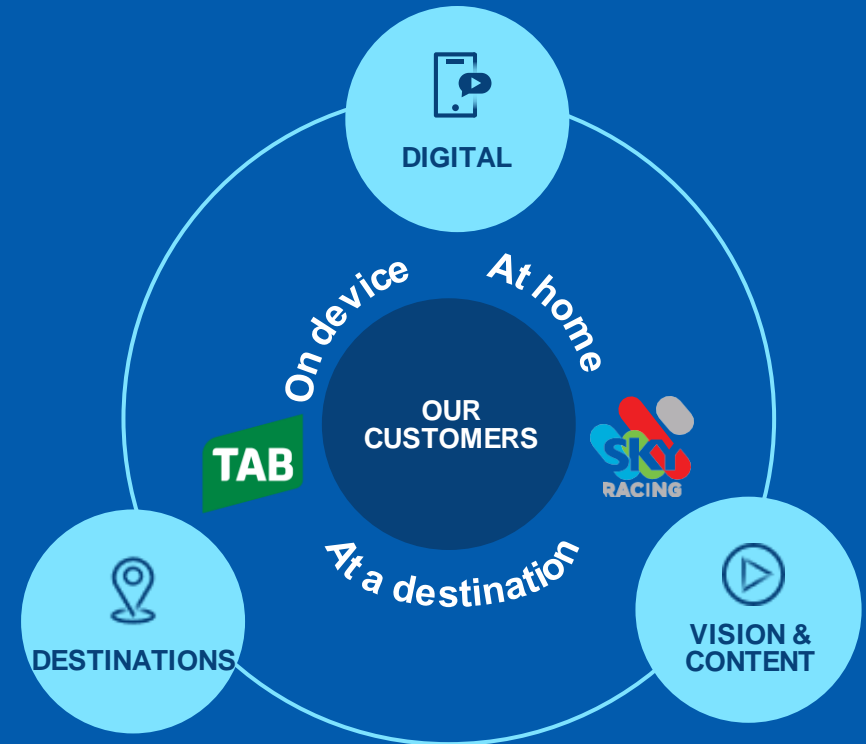 DIGITAL
On device
At home
OUR
CUSTOMERS
TAB
SKY
RACING
At a destination
DESTINATIONS
VISION &
CONTENT